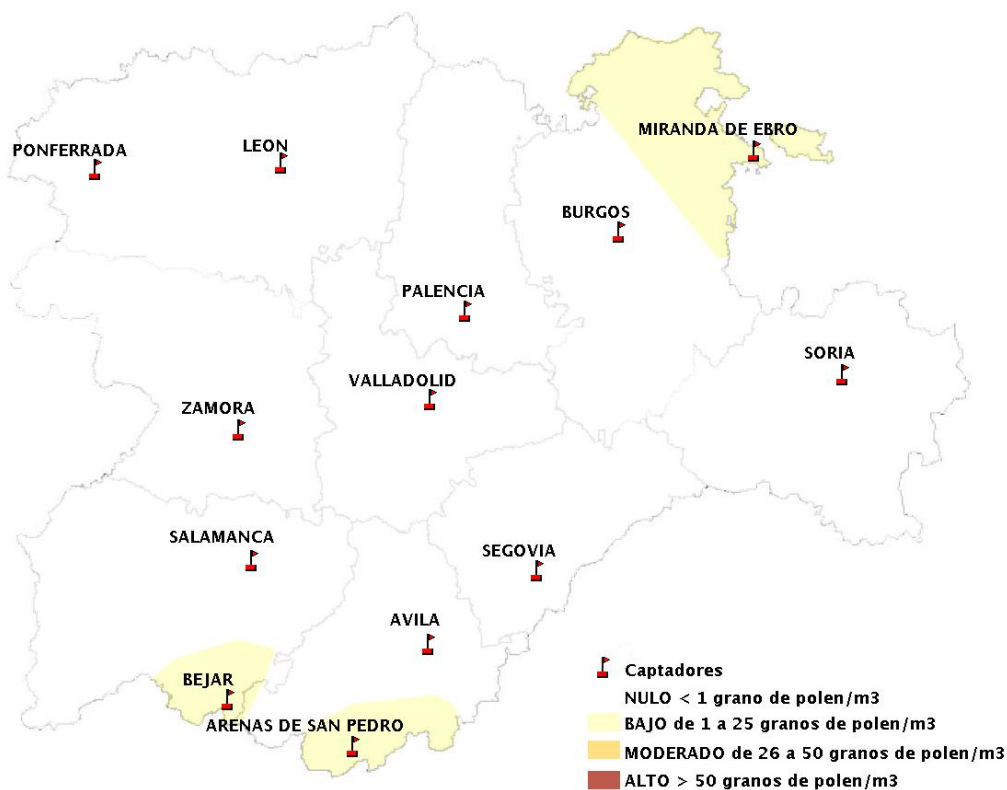 MIRANDA DE EBRO
PONFERRADA
LEON
BURGOS
PALENCIA
SORIA
VALLADOLID
ZAMORA
SALAMANCA
SEGOVIA
AVILA
BEJAR
ARENAS DE SAN PEDRO
Captadores
NULO < 1 grano de polen/m3
BAJO de 1 a 25 granos de polen/m3
MODERADO de 26 a 50 granos de polen/m3
ALTO > 50 granos de polen/m3